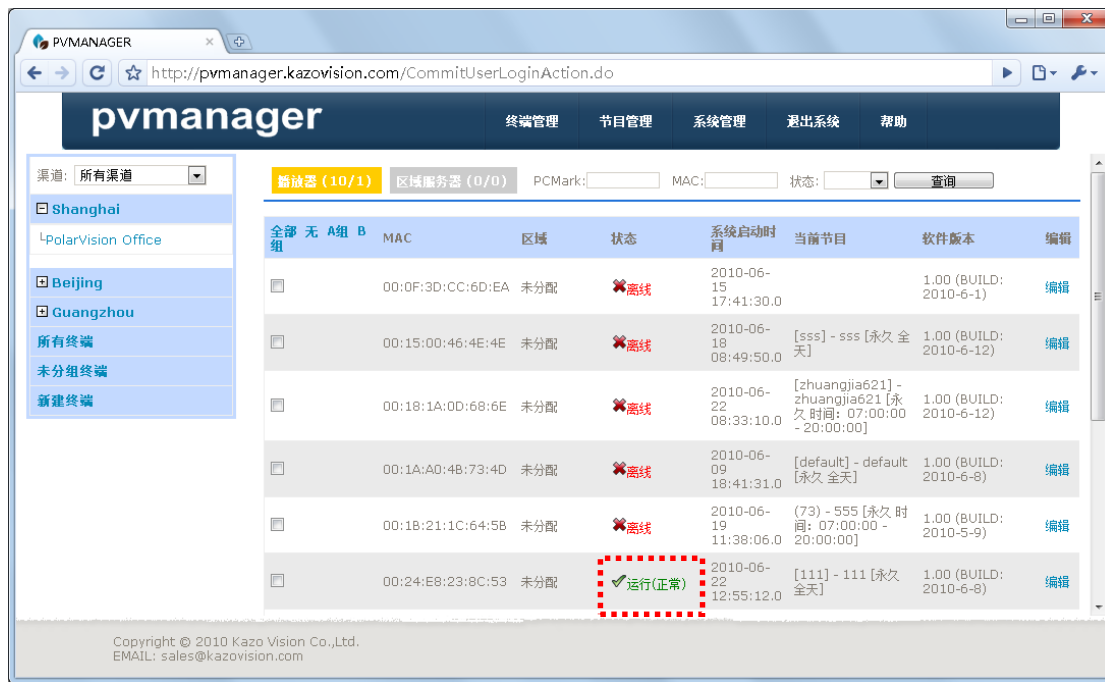 PVMANAGER
http://pvmanager.kazovision.com/CommitUserLoginAction.do
pvmanager 终端管理 节目管理 系统管理 退出系统 帮助
渠道: 所有渠道
Shanghai
PolarVision Office
Beijing
Guangzhou
所有终端
未分组终端
新建终端
播放器 (10/1) 区域服务器 (0/0) PCMark: MAC: 状态: 查询
全部 无 A组 B
组
MAC 区域 状态
系统启动时
间
当前节目 软件版本 编辑
00:0F:3D:CC:6D:EA 未分配 离线
2010-06-
15
17:41:30.0
1.00 (BUILD:
2010-6-1)
编辑
00:15:00:46:4E:4E 未分配 离线
2010-06-
18
08:49:50.0
[sss] - sss [永久 全
天]
1.00 (BUILD:
2010-6-12)
编辑
00:18:1A:0D:68:6E 未分配 离线
2010-06-
22
08:33:10.0
[zhuangjia621] -
zhuangjia621 [永
久 时间: 07:00:00
- 20:00:00]
1.00 (BUILD:
2010-6-12)
编辑
00:1A:A0:4B:73:4D 未分配 离线
2010-06-
09
18:41:31.0
[default] - default
[永久 全天]
1.00 (BUILD:
2010-6-8)
编辑
00:1B:21:1C:64:5B 未分配 离线
2010-06-
19
11:38:06.0
(73) - 555 [永久 时
间: 07:00:00 -
20:00:00]
1.00 (BUILD:
2010-5-9)
编辑
00:24:E8:23:8C:53 未分配 运行(正常)
2010-06-
22
12:55:12.0
[111] - 111 [永久
全天]
1.00 (BUILD:
2010-6-8)
编辑
Copyright © 2010 Kazo Vision Co.,Ltd.
EMAIL: sales@kazovision.com